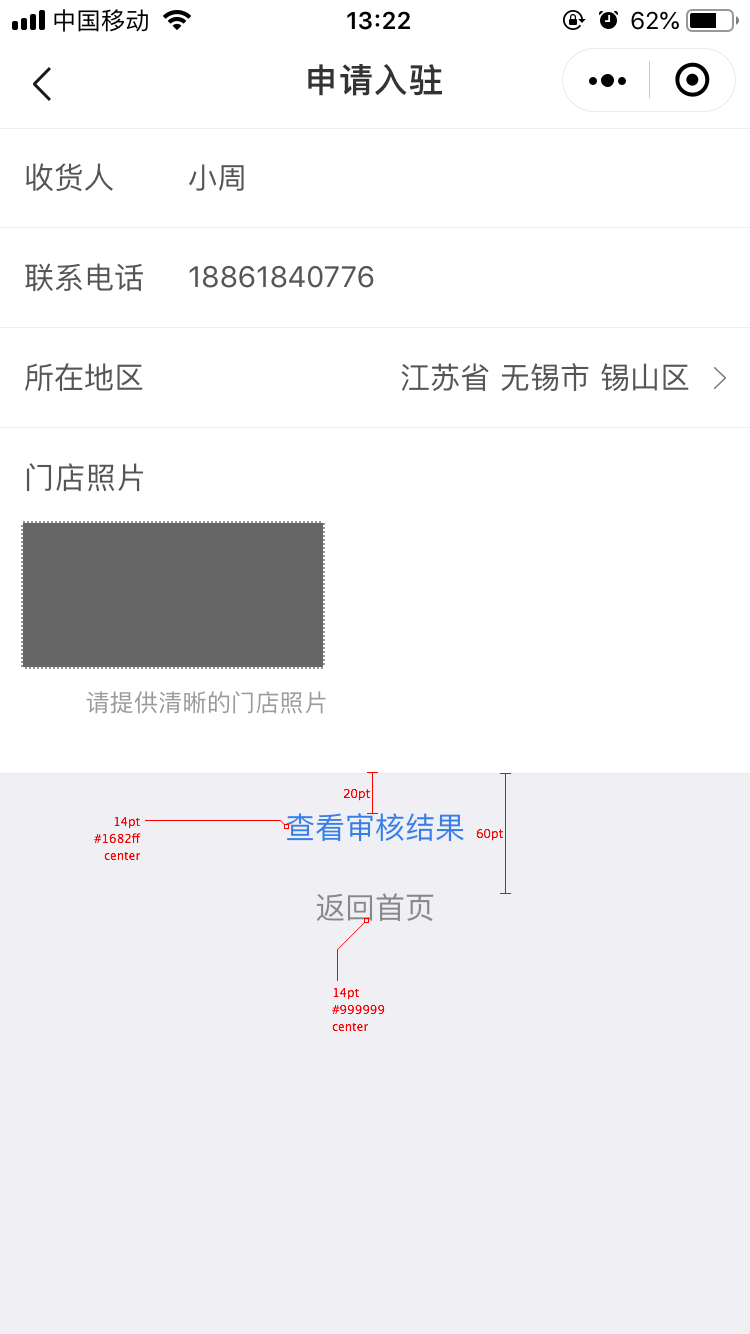 中国移动 13:22 62%
申请入驻
收货人 小周
联系电话 18861840776
所在地区 江苏省 无锡市 锡山区
门店照片
请提供清晰的门店照片
20pt
14pt
#1682ff
center
查看审核结果
60pt
返回首页
14pt
#999999
center